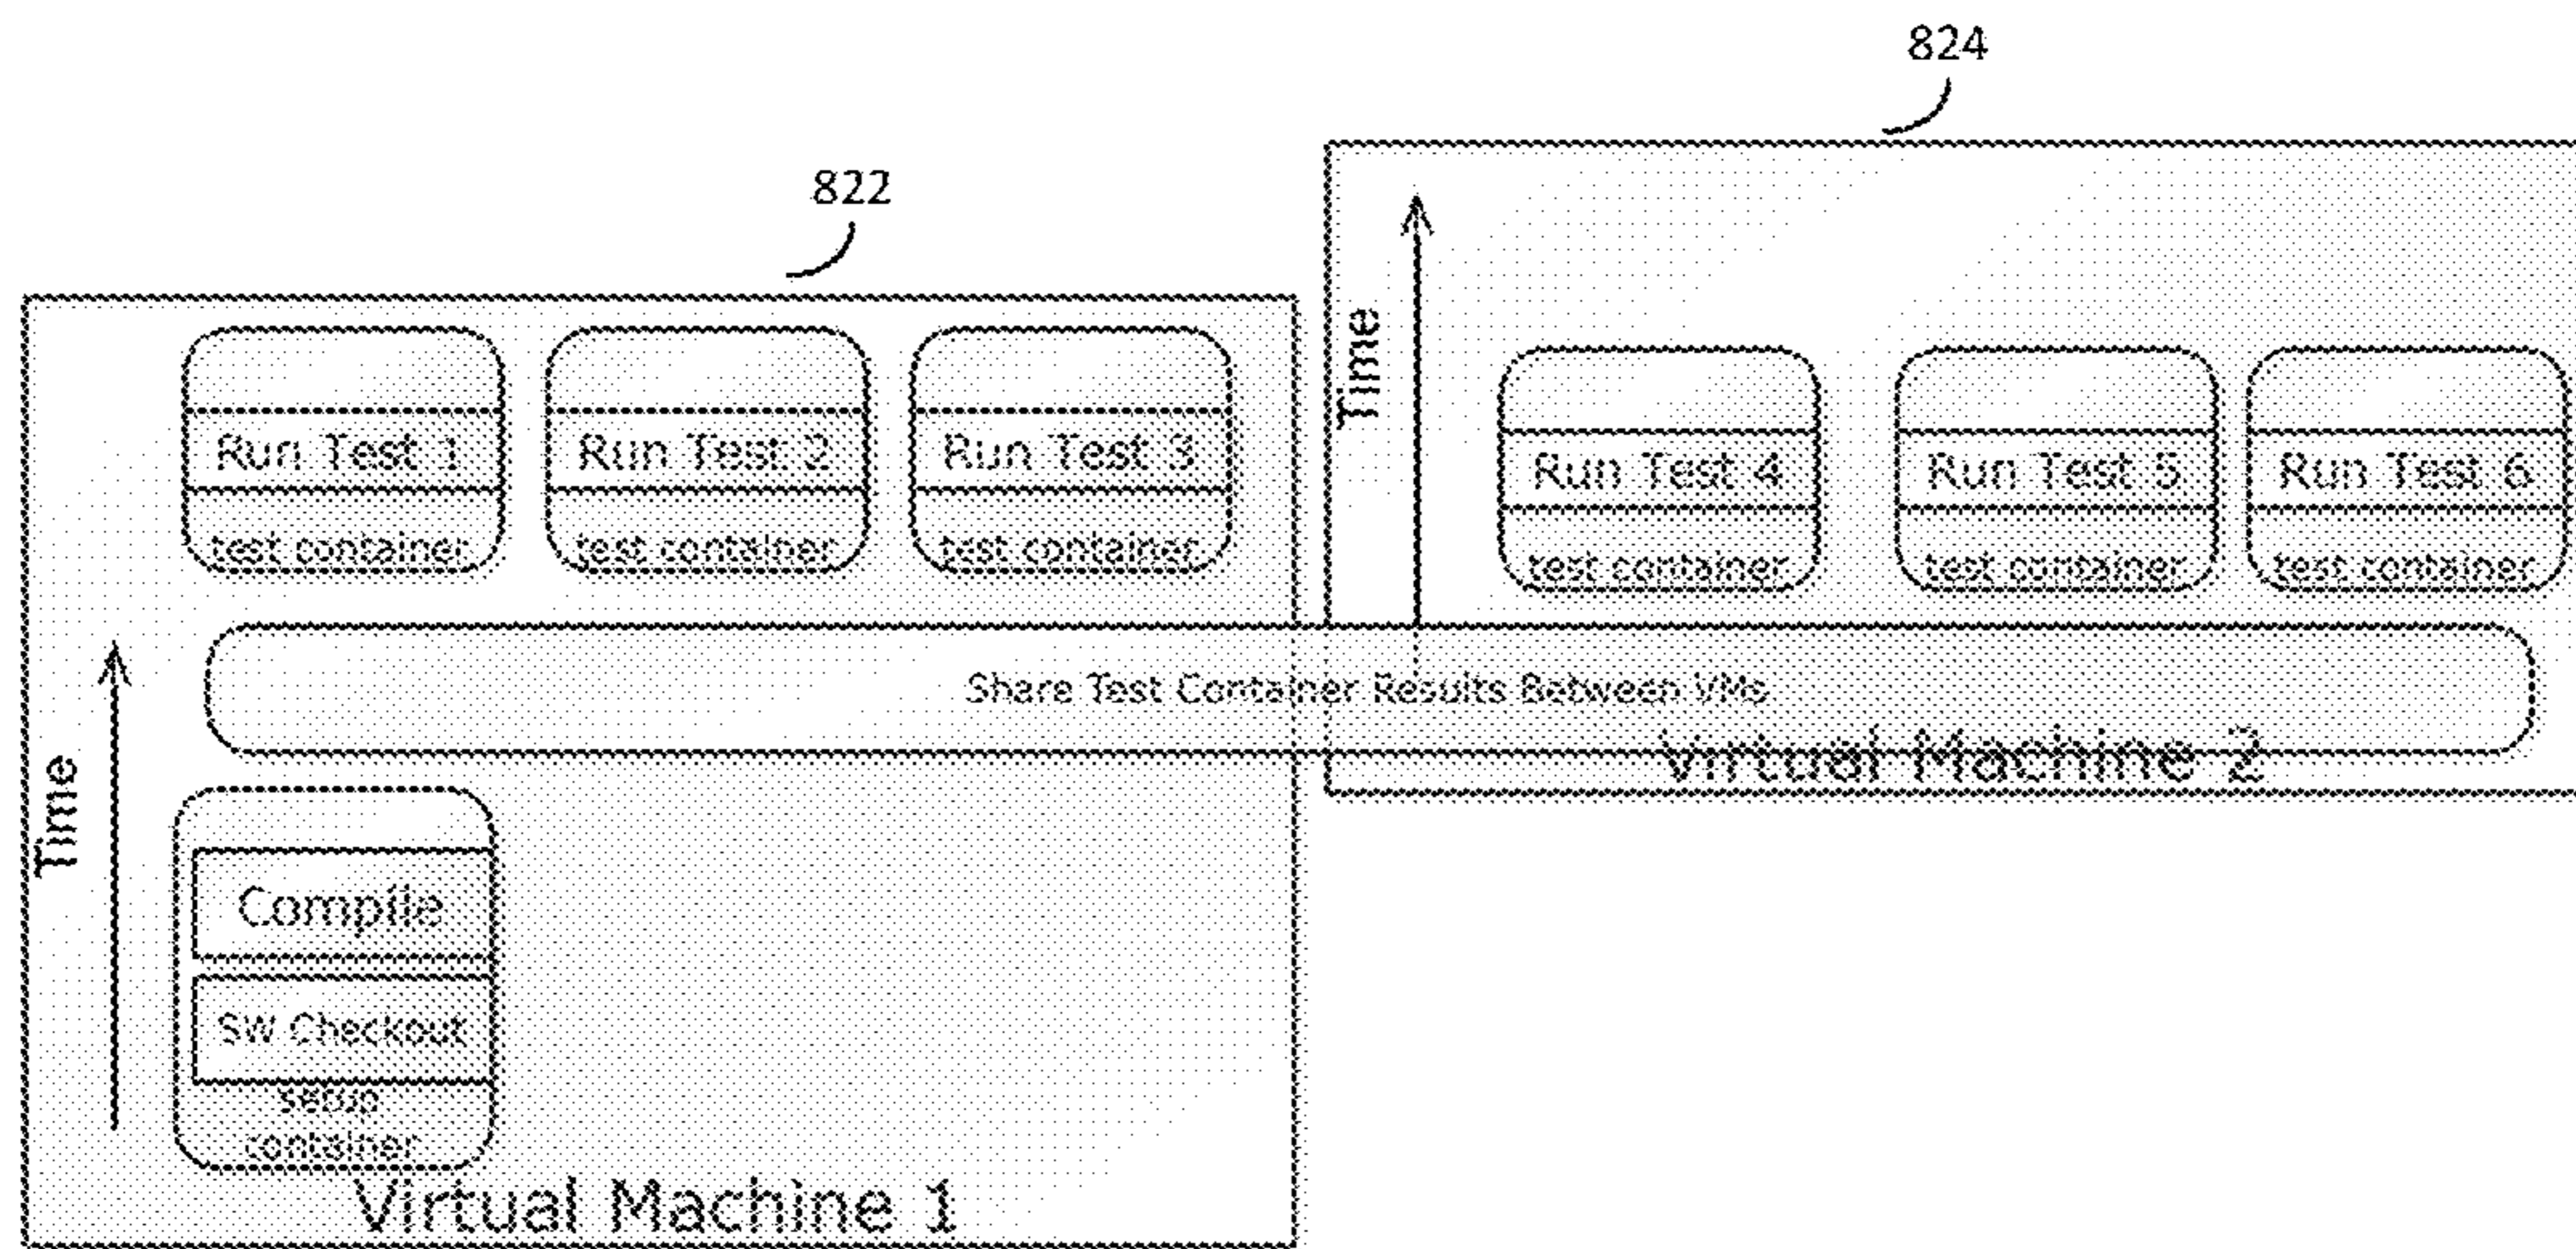 824
822
Time
Run Test 1
Run Test 2
Run Test 3
Run Test 4
Run Test 5
Run Test 6
test container
test container
test container
test container
test container
test container
Share Test Container Results Between VMs
Virtual Machine 2
Time
Compile
SW Checkout
setup
container
Virtual Machine 1